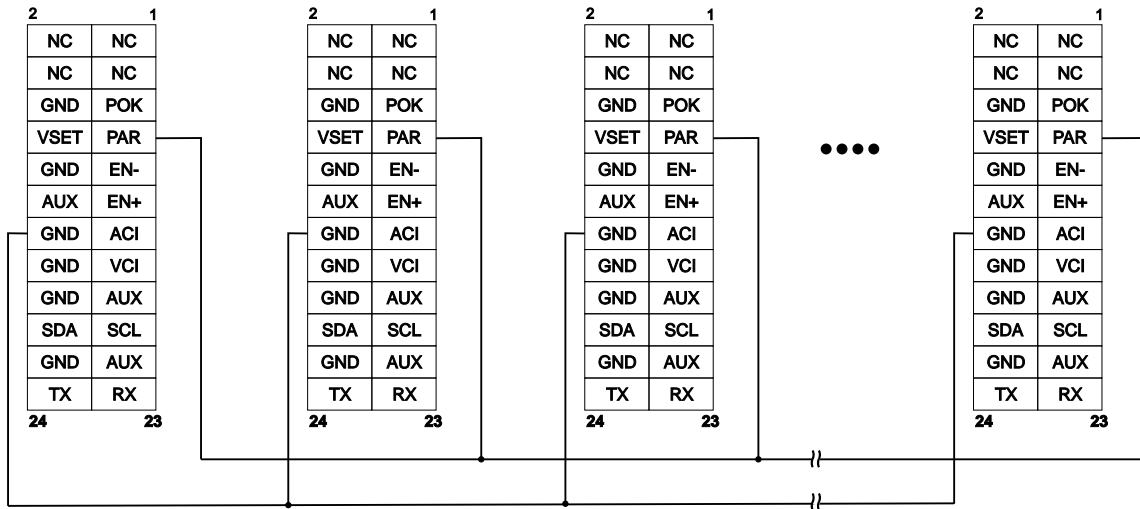 2 1 2 1 2 1 2 1
NC NC NC NC NC NC NC NC
NC NC NC NC NC NC NC NC
GND POK GND POK GND POK GND POK
VSET PAR VSET PAR VSET PAR VSET PAR
GND EN- GND EN- GND EN- GND EN-
AUX EN+ AUX EN+ AUX EN+ AUX EN+
GND ACI GND ACI GND ACI GND ACI
GND VCI GND VCI GND VCI GND VCI
GND AUX GND AUX GND AUX GND AUX
SDA SCL SDA SCL SDA SCL SDA SCL
GND AUX GND AUX GND AUX GND AUX
TX RX TX RX TX RX TX RX
24 23 24 23 24 23 24 23